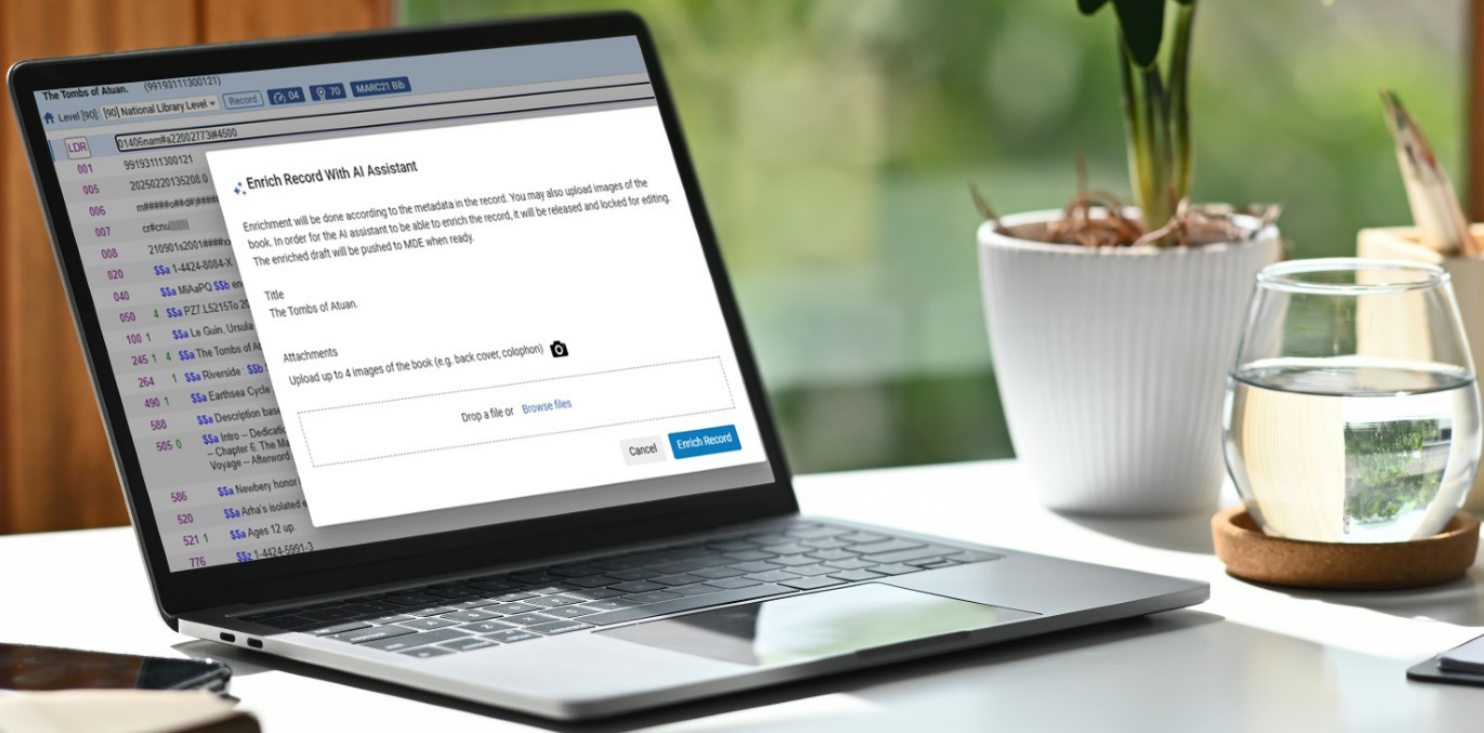 The Tombs of Atuan. (99193111300121)
Level [90]: [90] National Library Level Record 04 70 MARC21 Bib
LDR 01406nam#a22002773i#4500
001 99193111300121
005 20250220135208.0
006 m#####o##d#|####
007 cr#cnu||||||||
008 210901s2001####xx
020 $$a 1-4424-8084-X
040 $$a MiAaPQ $$b en
050 4 $$a PZ7.L5215To 20
100 1 $$a Le Guin, Ursula
245 1 4 $$a The Tombs of At
264 1 $$a Riverside : $$b
490 1 $$a Earthsea Cycle
588 $$a Description base
505 0 $$a Intro -- Dedicatio
-- Chapter 6. The Ma
Voyage -- Afterword
586 $$a Newbery honor
520 $$a Arha's isolated e
521 1 $$a Ages 12 up.
776 $$z 1-4424-5991-3
Enrich Record With AI Assistant
Enrichment will be done according to the metadata in the record. You may also upload images of the
book. In order for the AI assistant to be able to enrich the record, it will be released and locked for editing.
The enriched draft will be pushed to MDE when ready.
Title
The Tombs of Atuan.
Attachments
Upload up to 4 images of the book (e.g. back cover, colophon)
Drop a file or Browse files
Cancel Enrich Record